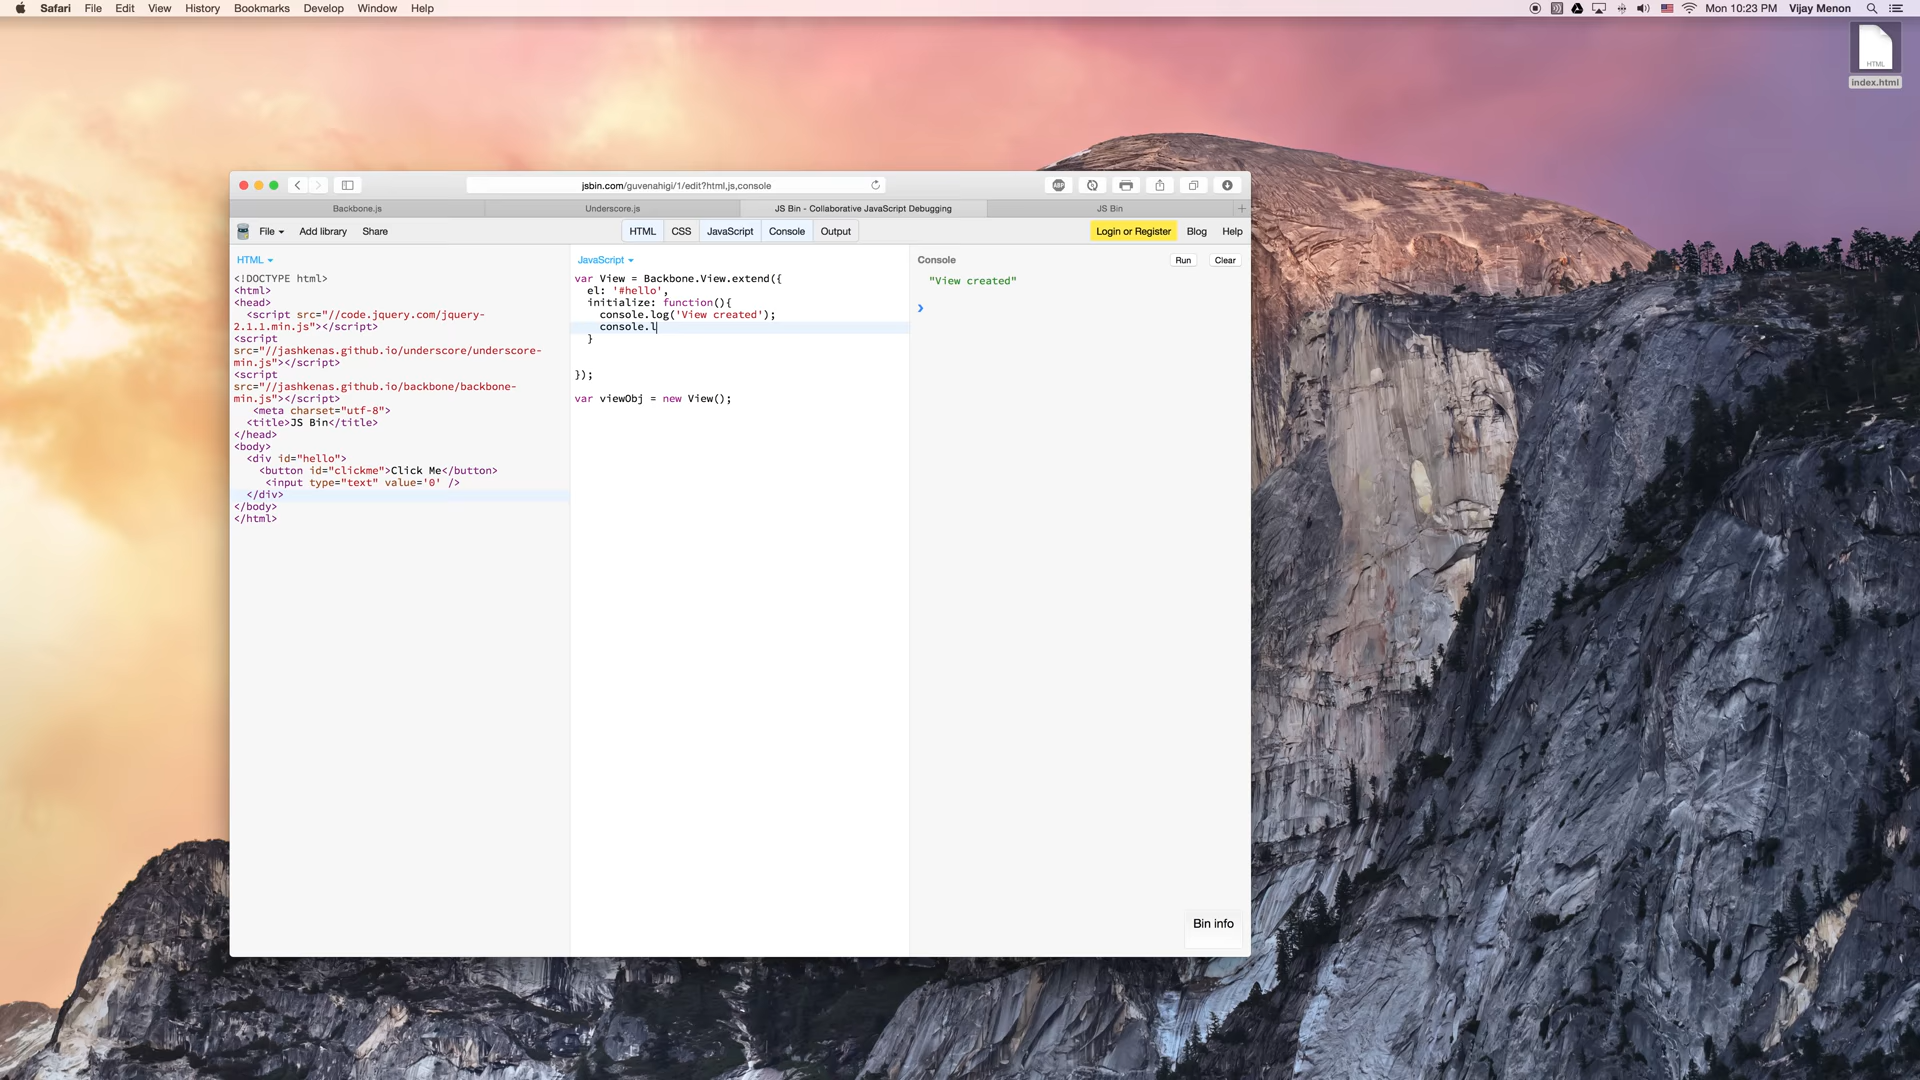 Safari File Edit View History Bookmarks Develop Window Help
Mon 10:23 PM Vijay Menon
HTML
index.html
jsbin.com/guvenahigi/1/edit?html,js,console
ABP
Backbone.js
Underscore.js
JS Bin - Collaborative JavaScript Debugging
JS Bin
+
File
Add library
Share
HTML
CSS
JavaScript
Console
Output
Login or Register
Blog
Help
HTML
<!DOCTYPE html>
<html>
<head>
<script src="//code.jquery.com/jquery-
2.1.1.min.js"></script>
<script
src="//jashkenas.github.io/underscore/underscore-
min.js"></script>
<script
src="//jashkenas.github.io/backbone/backbone-
min.js"></script>
<meta charset="utf-8">
<title>JS Bin</title>
</head>
<body>
<div id="hello">
<button id="clickme">Click Me</button>
<input type="text" value='0' />
</div>
</body>
</html>
JavaScript
var View = Backbone.View.extend({
el: '#hello',
initialize: function(){
console.log('View created');
console.l
}
});
var viewObj = new View();
Console
Run
Clear
"View created"
Bin info